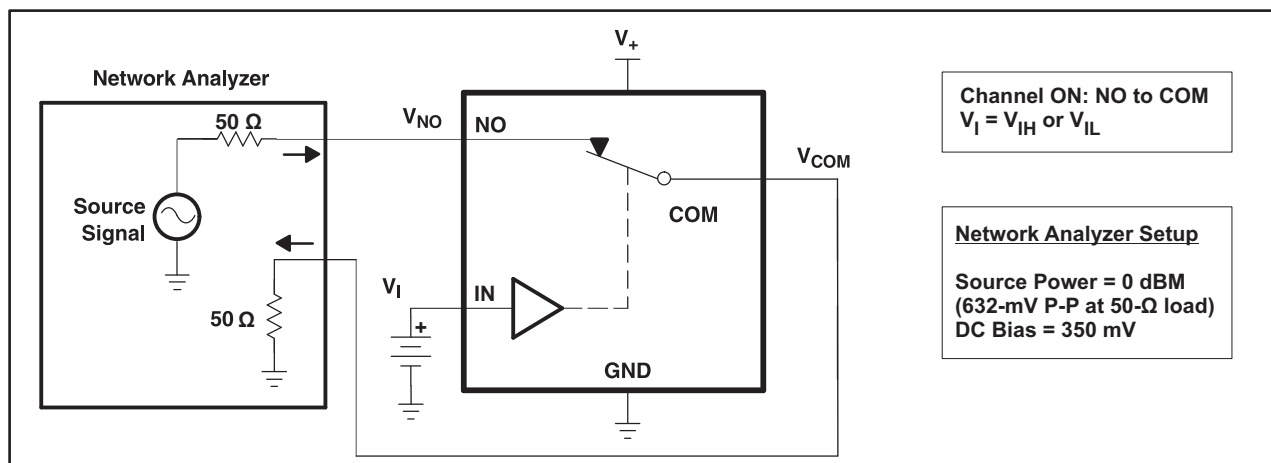 Network Analyzer
50 Ω
Source
Signal
50 Ω
V+
VNO
NO
COM
VCOM
VI
IN
+
GND
Channel ON: NO to COM
VI = VIH or VIL
Network Analyzer Setup
Source Power = 0 dBM
(632-mV P-P at 50-Ω load)
DC Bias = 350 mV